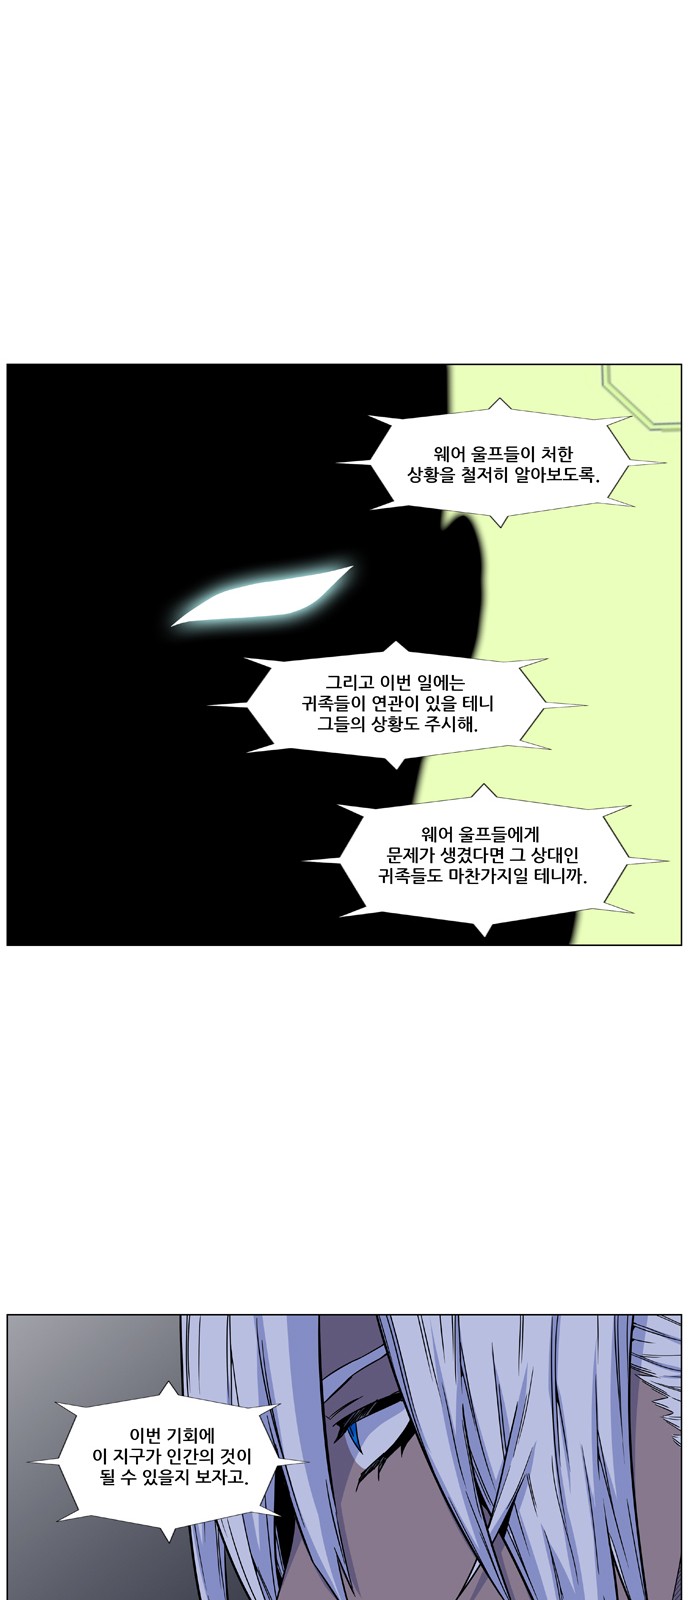 웨어 울프들이 처한
상황을 철저히 알아보도록.
그리고 이번 일에는
귀족들이 연관이 있을 테니
그들의 상황도 주시해.
웨어 울프들에게
문제가 생겼다면 그 상대인
귀족들도 마찬가지일 테니까.
이번 기회에
이 지구가 인간의 것이
될 수 있을지 보자고.